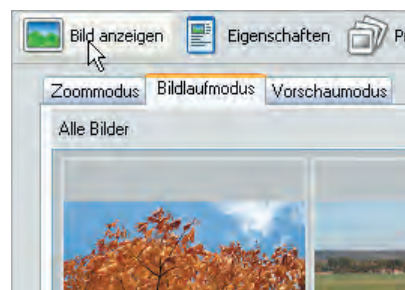 Bild anzeigen Eigenschaften
Zoommodus Bildlaufmodus Vorschaumodus
Alle Bilder